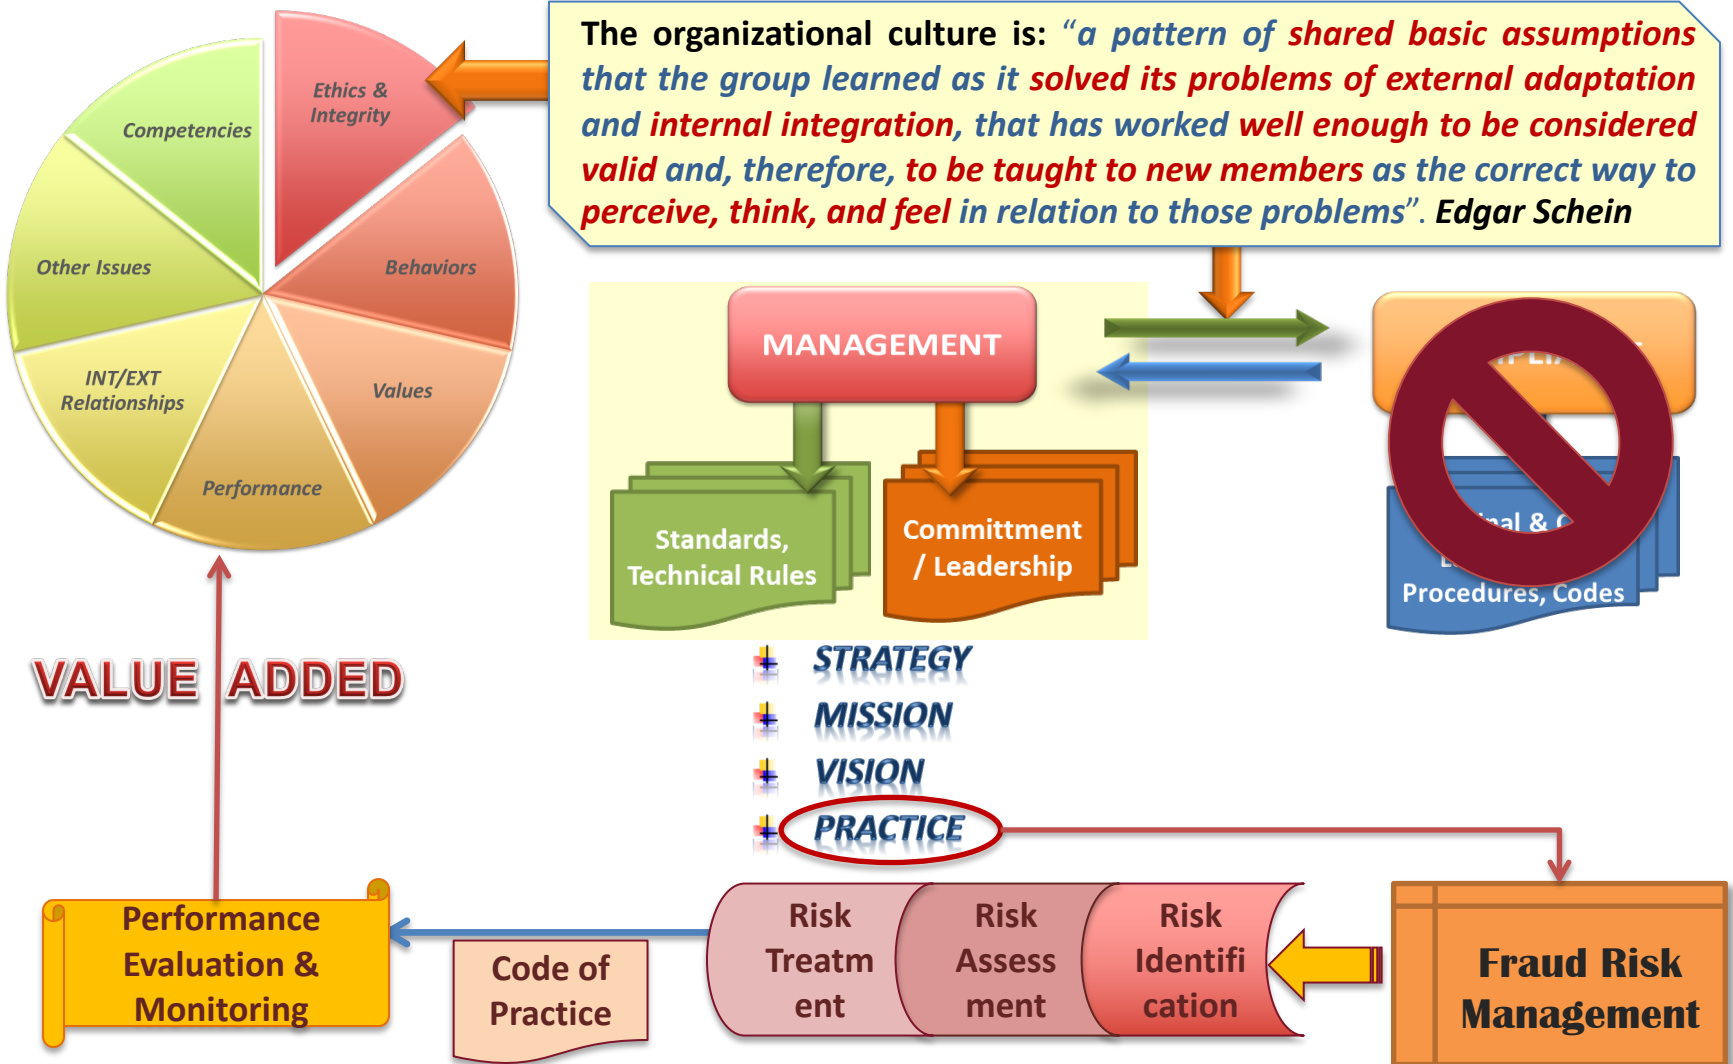 The organizational culture is: “a pattern of shared basic assumptions
that the group learned as it solved its problems of external adaptation
and internal integration, that has worked well enough to be considered
valid and, therefore, to be taught to new members as the correct way to
perceive, think, and feel in relation to those problems”. Edgar Schein
Ethics &
Integrity
Competencies
Other Issues
Behaviors
INT/EXT
Relationships
Values
Performance
MANAGEMENT
Standards,
Technical Rules
Committment
/ Leadership
&
Procedures, Codes
STRATEGY
MISSION
VISION
PRACTICE
VALUE ADDED
Performance
Evaluation &
Monitoring
Code of
Practice
Risk
Treatm
ent
Risk
Assess
ment
Risk
Identifi
cation
Fraud Risk
Management